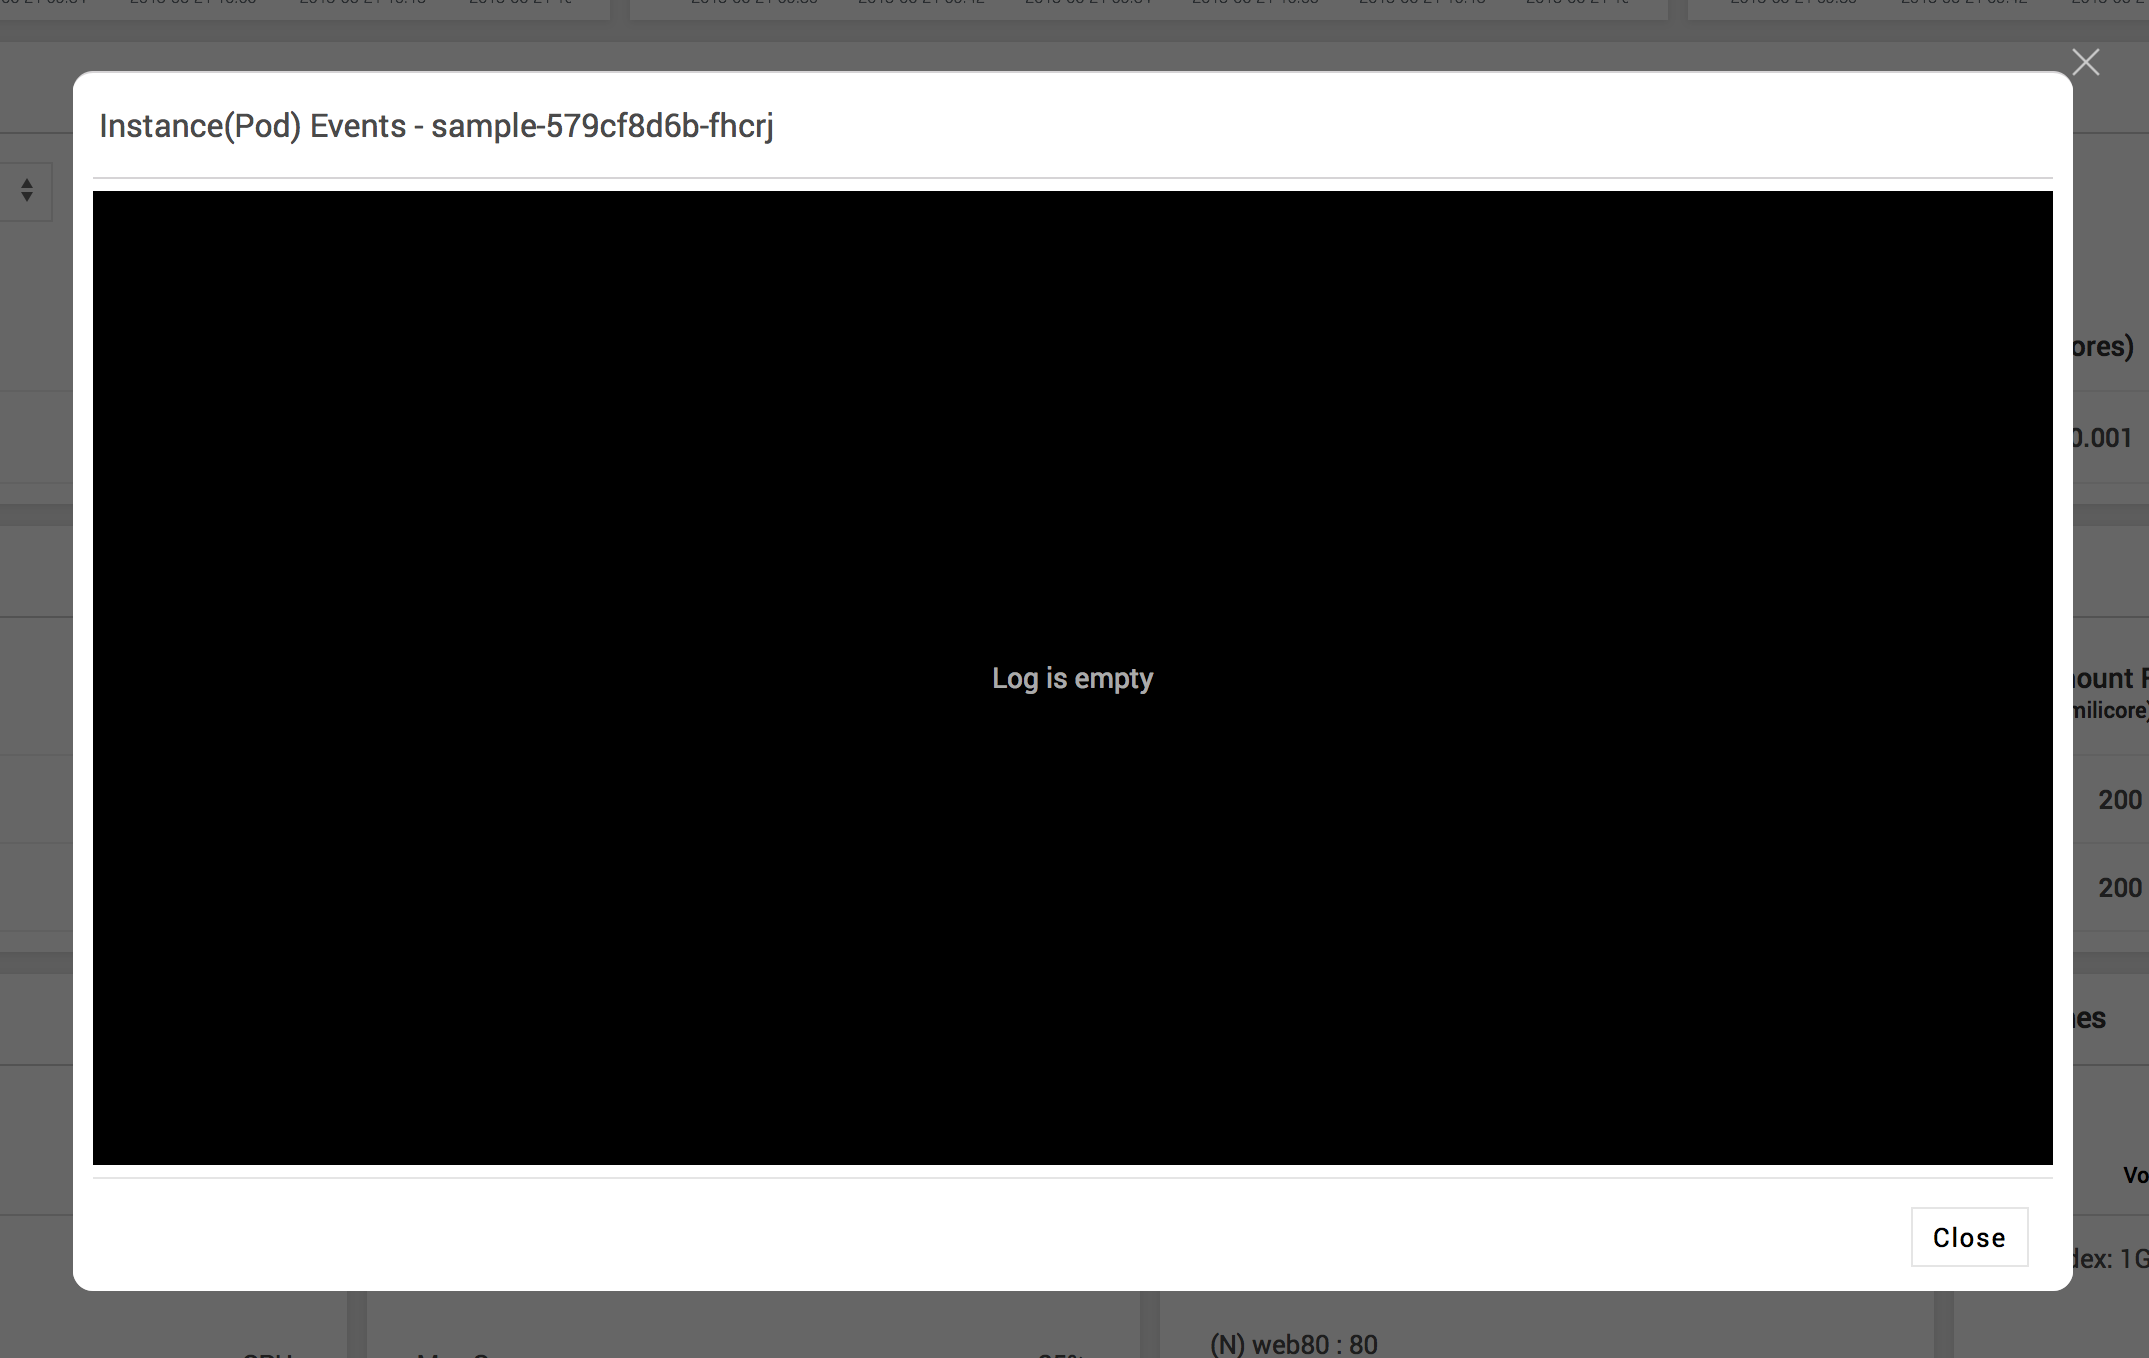 Instance(Pod) Events - sample-579cf8d6b-fhcrj
ores)
0.001
Log is empty
ount
milicore)
200
200
es
Vo
Close
dex: 1G
(N) web80 : 80